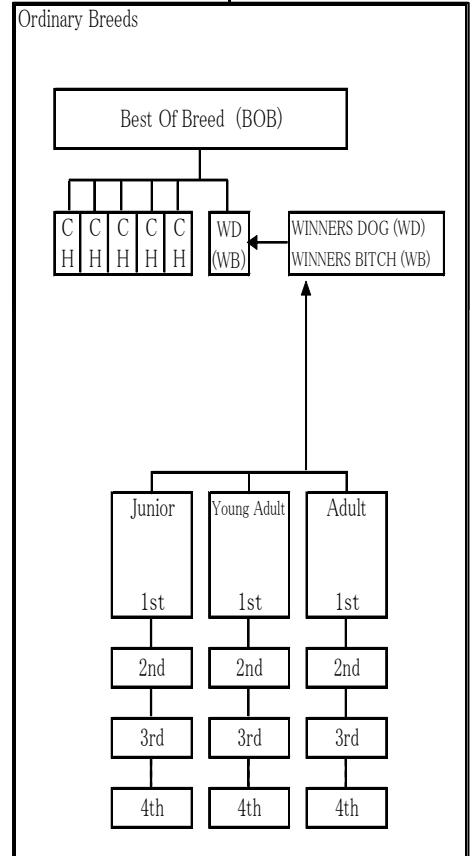 Ordinary Breeds
Best Of Breed (BOB)
C C C C C WD WINNERS DOG (WD)
H H H H H (WB) WINNERS BITCH (WB)
Junior Young Adult Adult
1st 1st 1st
2nd 2nd 2nd
3rd 3rd 3rd
4th 4th 4th